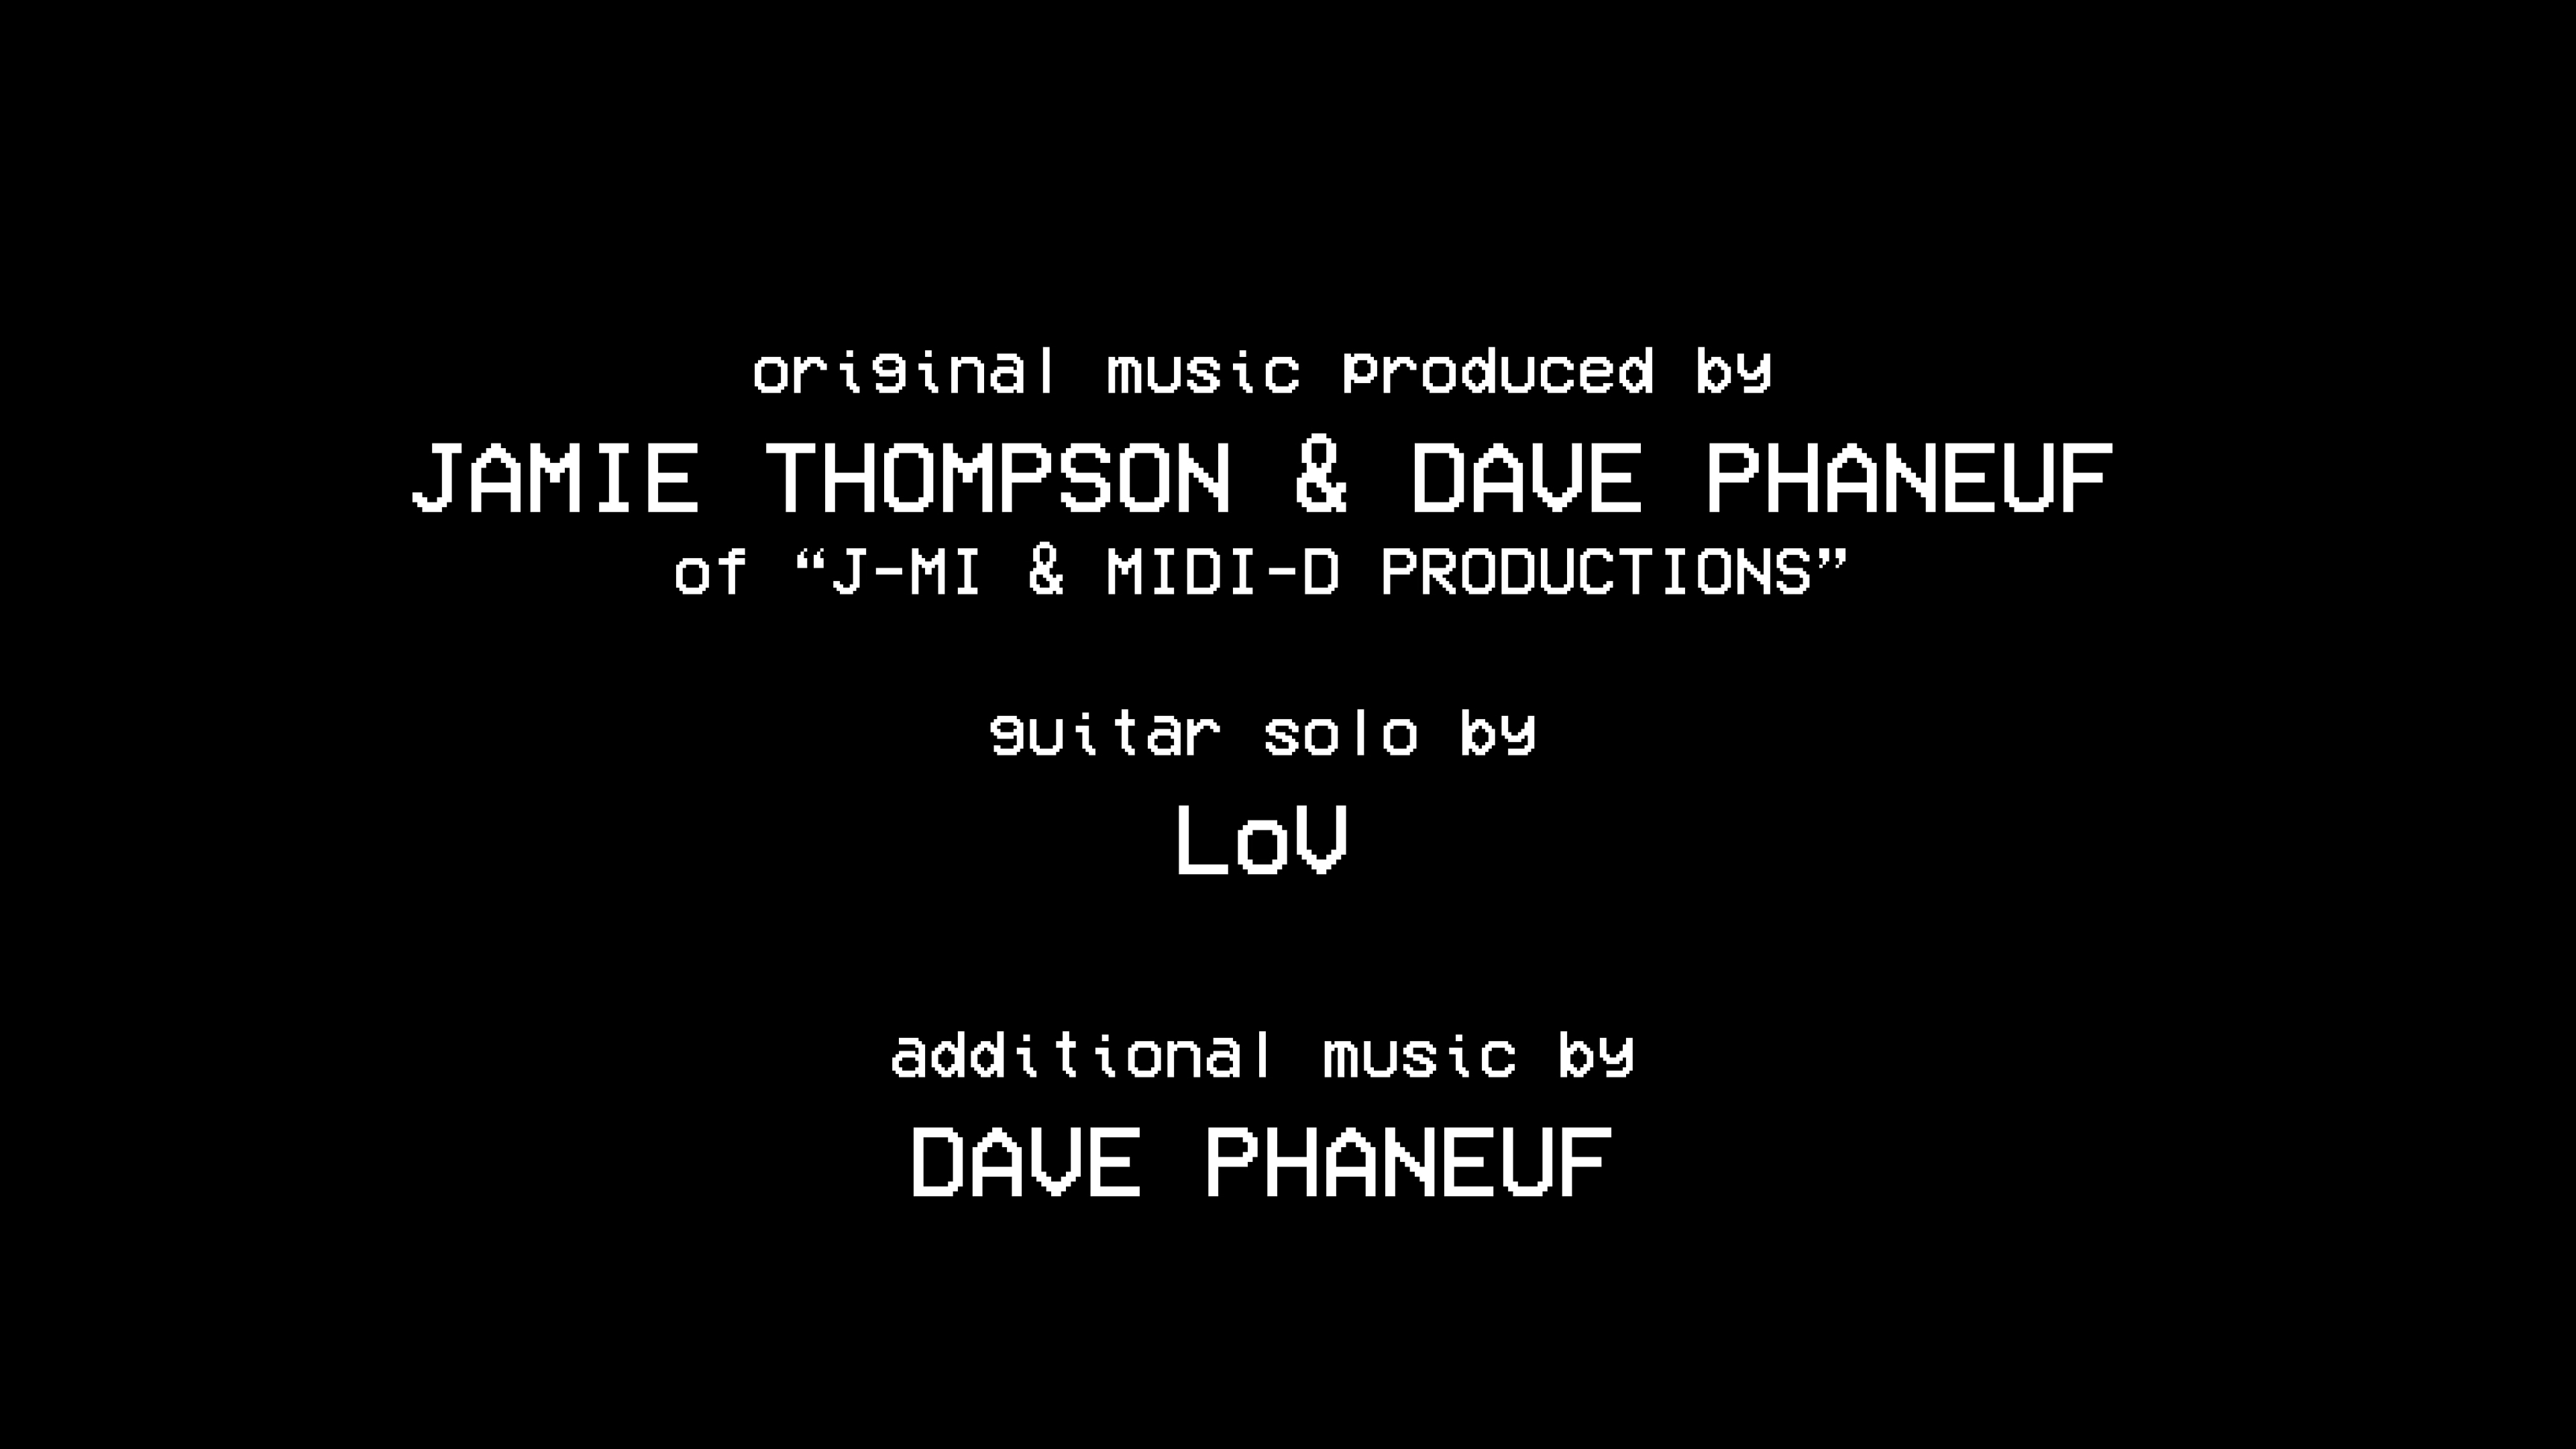 original music produced by
JAMIE THOMPSON & DAVE PHANEUF
of “J-MI & MIDI-D PRODUCTIONS”
guitar solo by
LoV
additional music by
DAVE PHANEUF